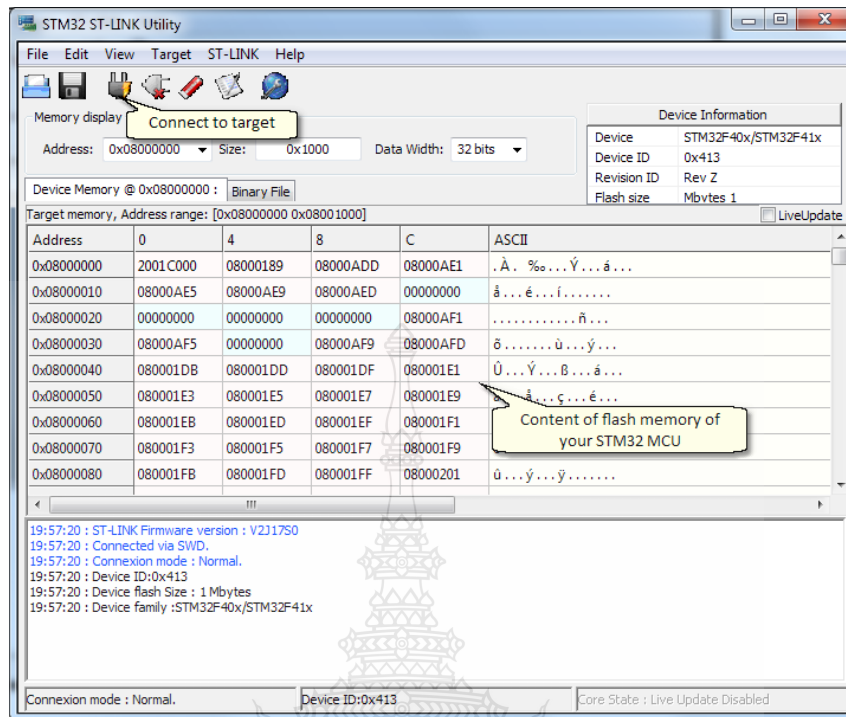 STM32 ST-LINK Utility
File Edit View Target ST-LINK Help
Connect to target
Memory display
Address: 0x08000000 Size: 0x1000 Data Width: 32 bits
Device Information
Device STM32F40x/STM32F41x
Device ID 0x413
Revision ID Rev Z
Flash size Mbytes 1
Device Memory @ 0x08000000 : Binary File
Target memory, Address range: [0x08000000 0x08001000] LiveUpdate
Address 0 4 8 C ASCII
0x08000000 2001C000 08000189 08000ADD 08000AE1 .À. ‰...Ý...á...
0x08000010 08000AE5 08000AE9 08000AED 00000000 å...é...í.......
0x08000020 00000000 00000000 00000000 08000AF1 ............ñ...
0x08000030 08000AF5 00000000 08000AF9 08000AFD õ.......ù...ý...
0x08000040 080001DB 080001DD 080001DF 080001E1 Û...Ý...ß...á...
0x08000050 080001E3 080001E5 080001E7 080001E9 å...ç...é...
0x08000060 080001EB 080001ED 080001EF 080001F1
0x08000070 080001F3 080001F5 080001F7 080001F9
0x08000080 080001FB 080001FD 080001FF 08000201 û...ý...ÿ.......
Content of flash memory of
your STM32 MCU
19:57:20 : ST-LINK Firmware version : V2J17S0
19:57:20 : Connected via SWD.
19:57:20 : Connexion mode : Normal.
19:57:20 : Device ID:0x413
19:57:20 : Device flash Size : 1 Mbytes
19:57:20 : Device family :STM32F40x/STM32F41x
Connexion mode : Normal. Device ID:0x413 Core State : Live Update Disabled